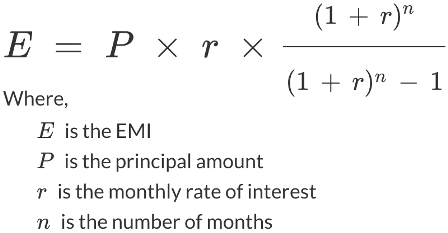 E = P × r × (1 + r)ⁿ / (1 + r)ⁿ − 1
Where,
E is the EMI
P is the principal amount
r is the monthly rate of interest
n is the number of months